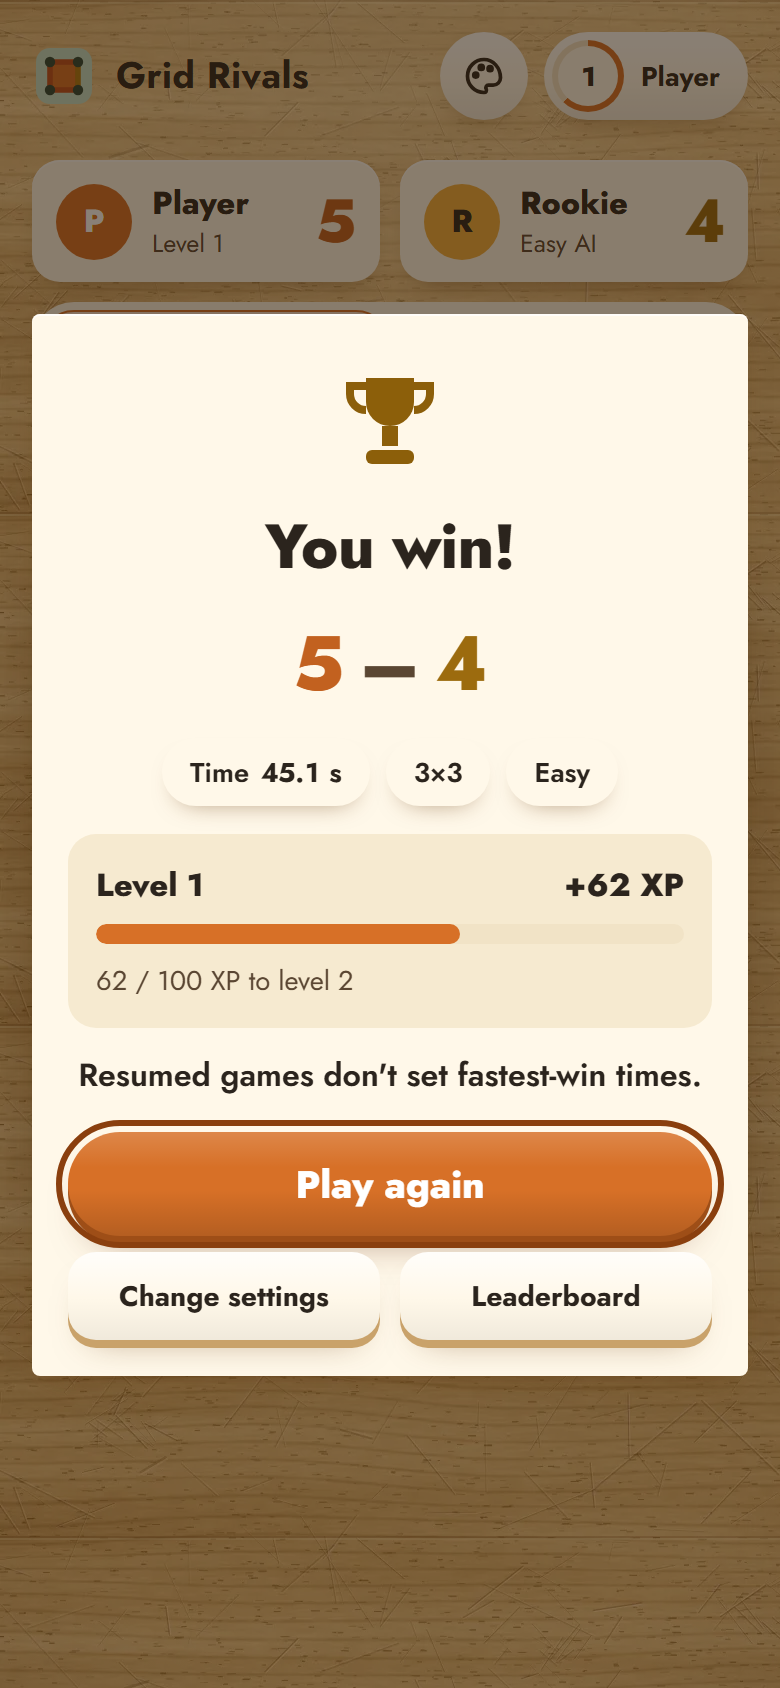 Grid Rivals
1 Player
P Player 5
Level 1
R Rookie 4
Easy AI
You win!
5 – 4
Time 45.1 s 3×3 Easy
Level 1 +62 XP
62 / 100 XP to level 2
Resumed games don't set fastest-win times.
Play again
Change settings Leaderboard